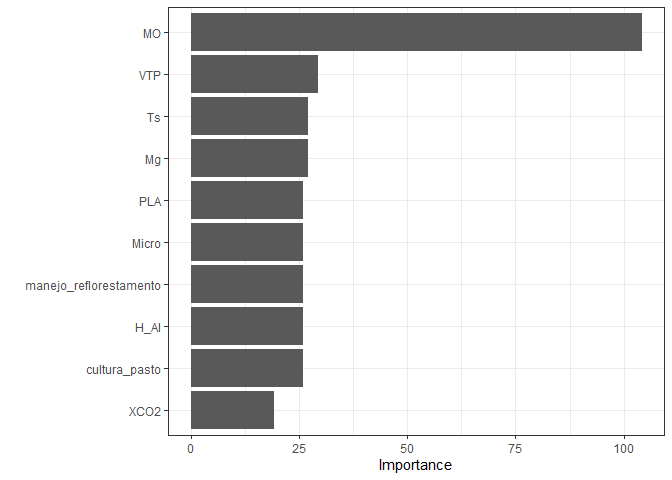 MO
VTP
Ts
Mg
PLA
Micro
manejo_reflorestamento
H_Al
cultura_pasto
XCO2
0 25 50 75 100
Importance